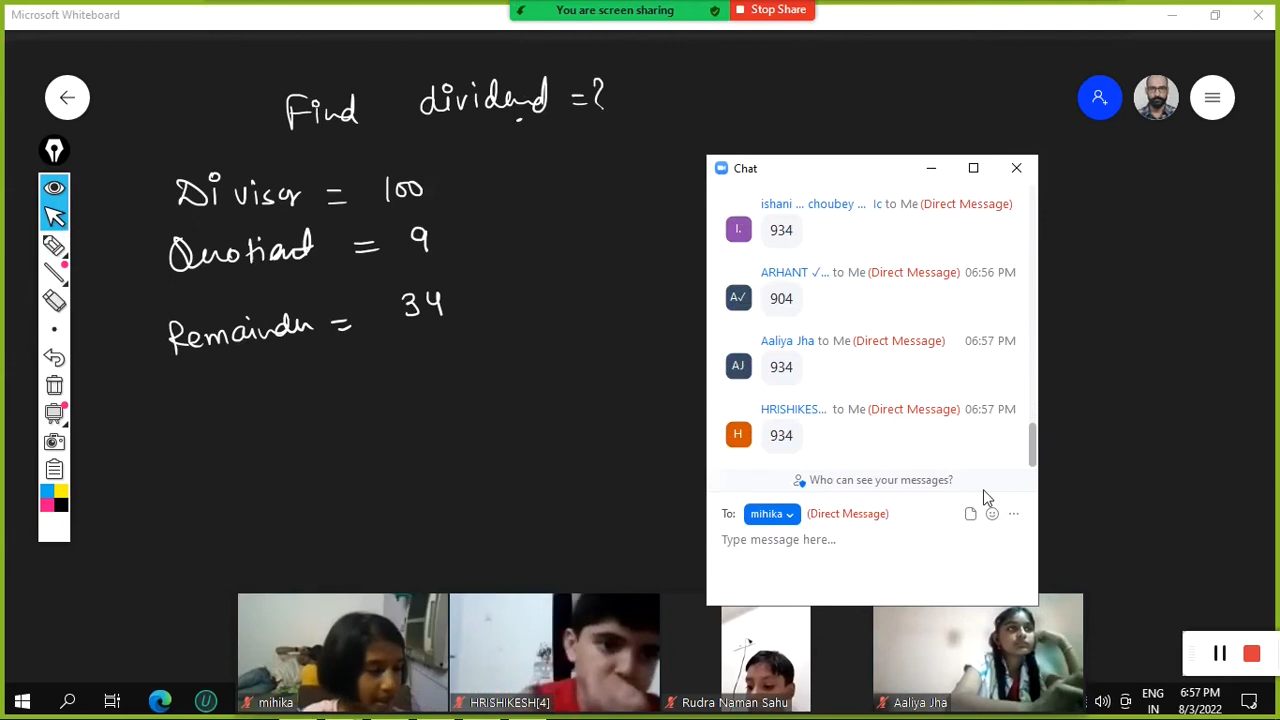 Microsoft Whiteboard
You are screen sharing
Stop Share
Find dividend = ?
Divisor = 100
Quotient = 9
Remainder = 34
Chat
ishani ... choubey ... Ic to Me (Direct Message)
I.
934
ARHANT ✓... to Me (Direct Message) 06:56 PM
A✓
904
Aaliya Jha to Me (Direct Message) 06:57 PM
AJ
934
HRISHIKES... to Me (Direct Message) 06:57 PM
H
934
Who can see your messages?
To: mihika (Direct Message)
Type message here...
mihika
HRISHIKESH[4]
Rudra Naman Sahu
Aaliya Jha
ENG
IN
6:57 PM
8/3/2022